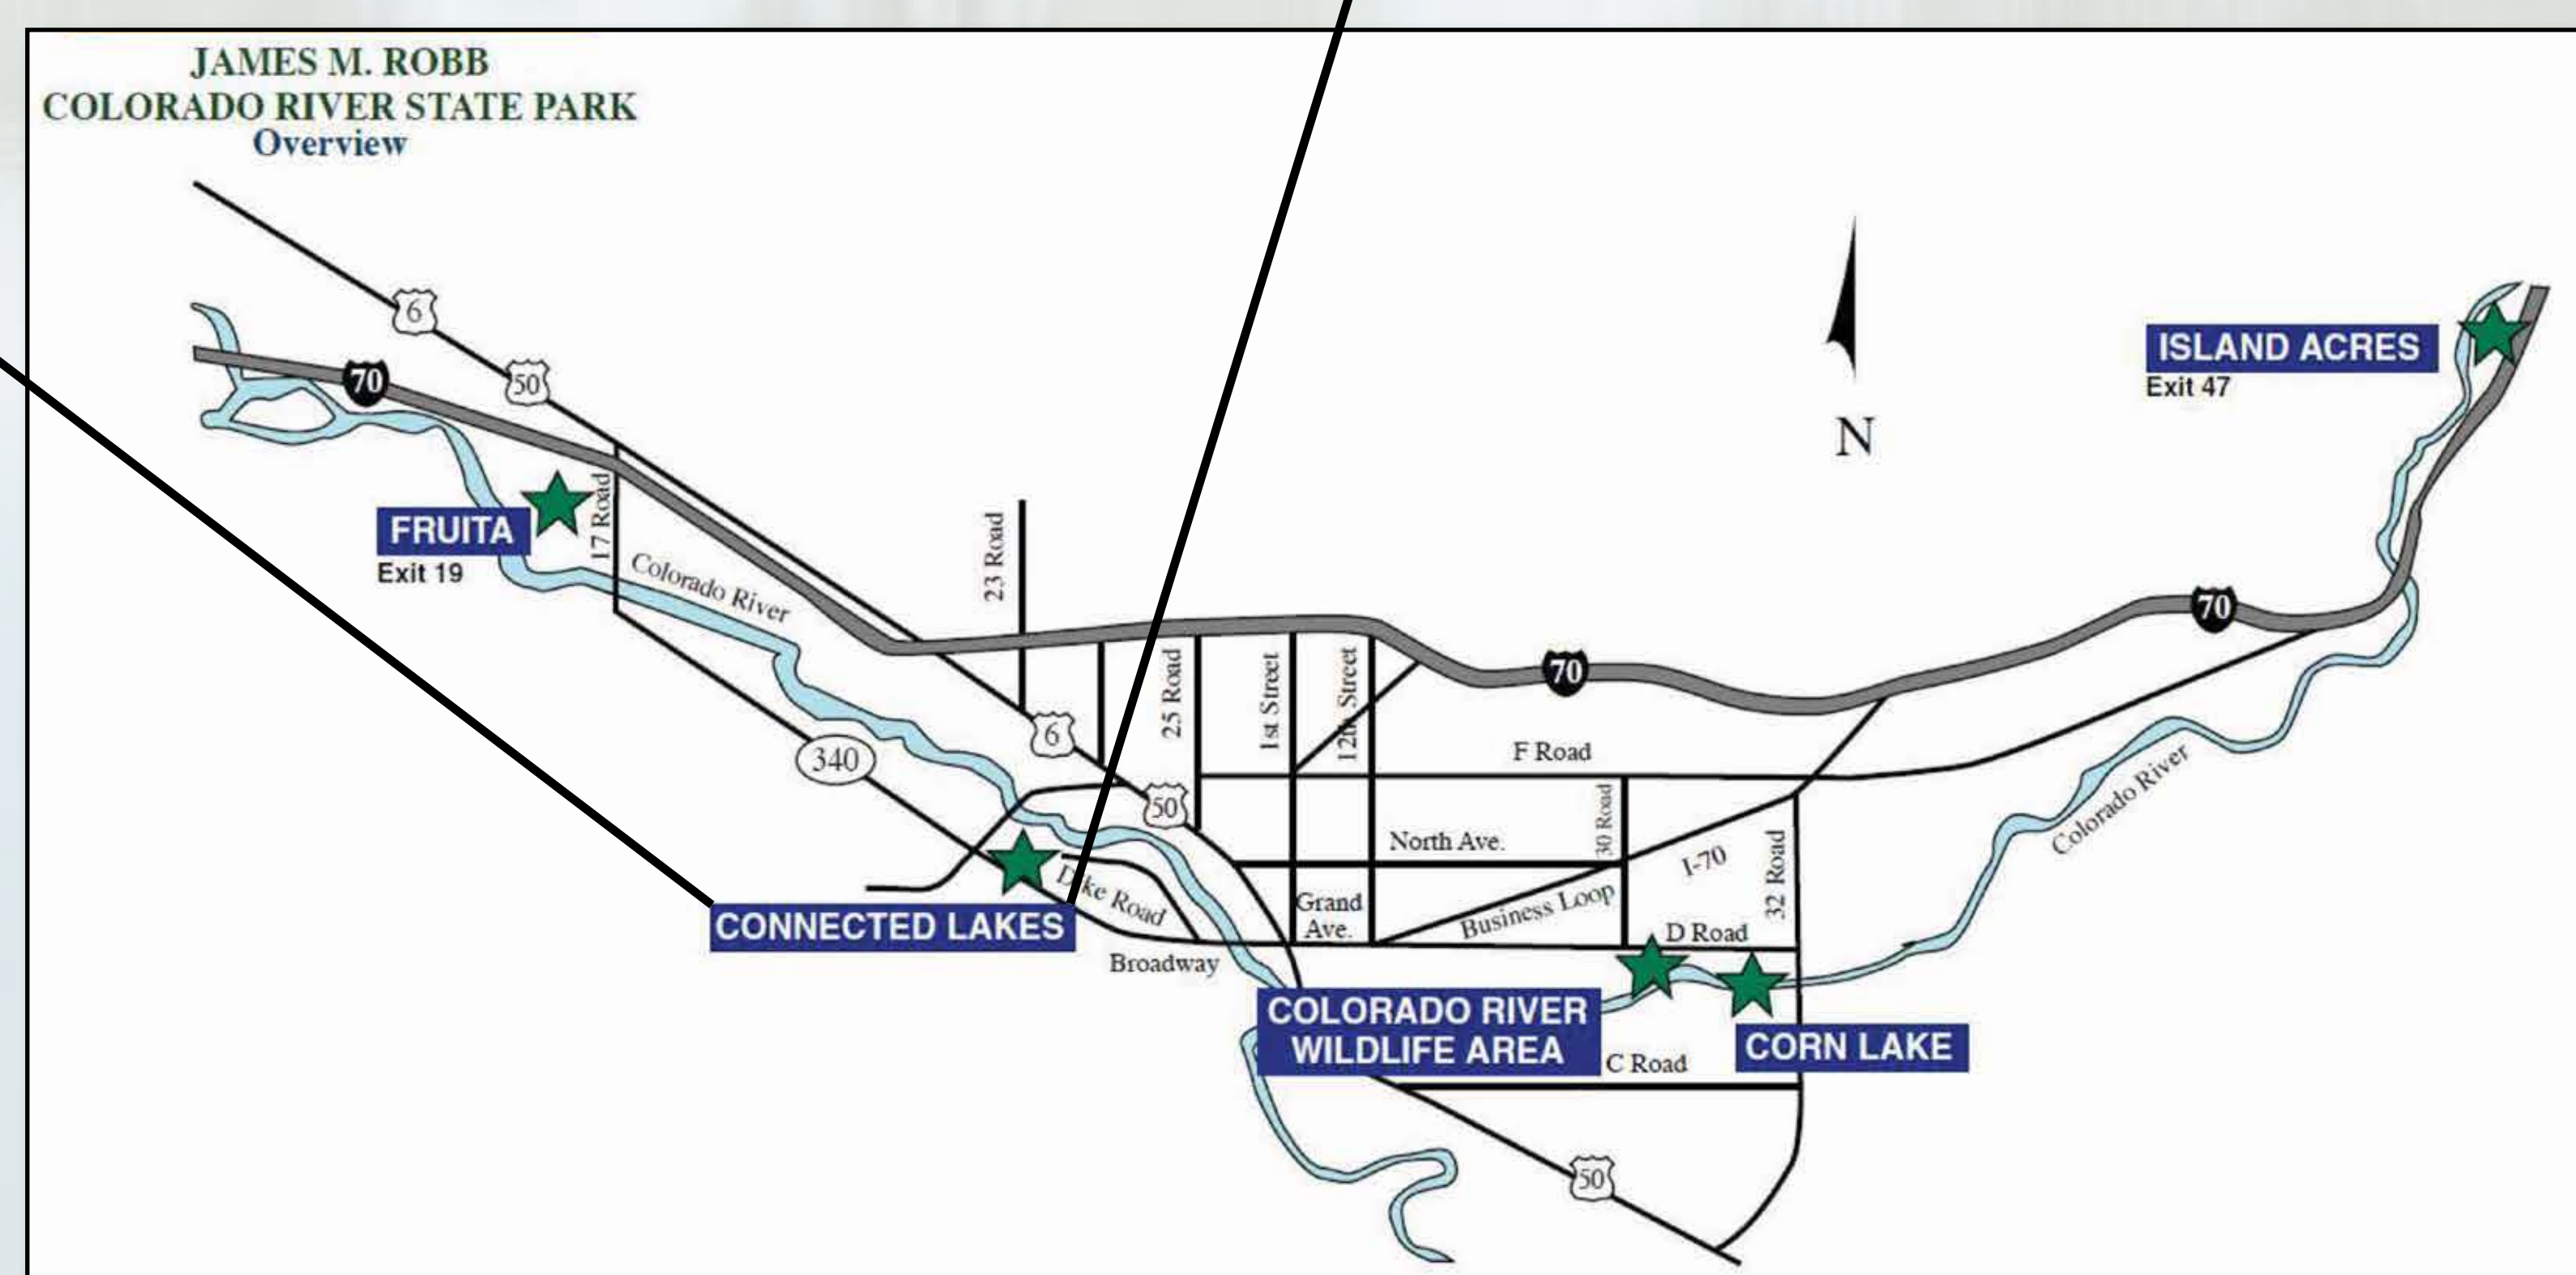 JAMES M. ROBB
COLORADO RIVER STATE PARK
Overview
6
50
70
ISLAND ACRES
Exit 47
FRUITA
Exit 19
17 Road
Colorado River
23 Road
70
70
25 Road
1st Street
12th Street
6
340
50
F Road
30 Road
North Ave.
I-70
32 Road
Colorado River
Dike Road
CONNECTED LAKES
Grand
Ave.
Business Loop
D Road
Broadway
COLORADO RIVER
WILDLIFE AREA
CORN LAKE
C Road
50
N